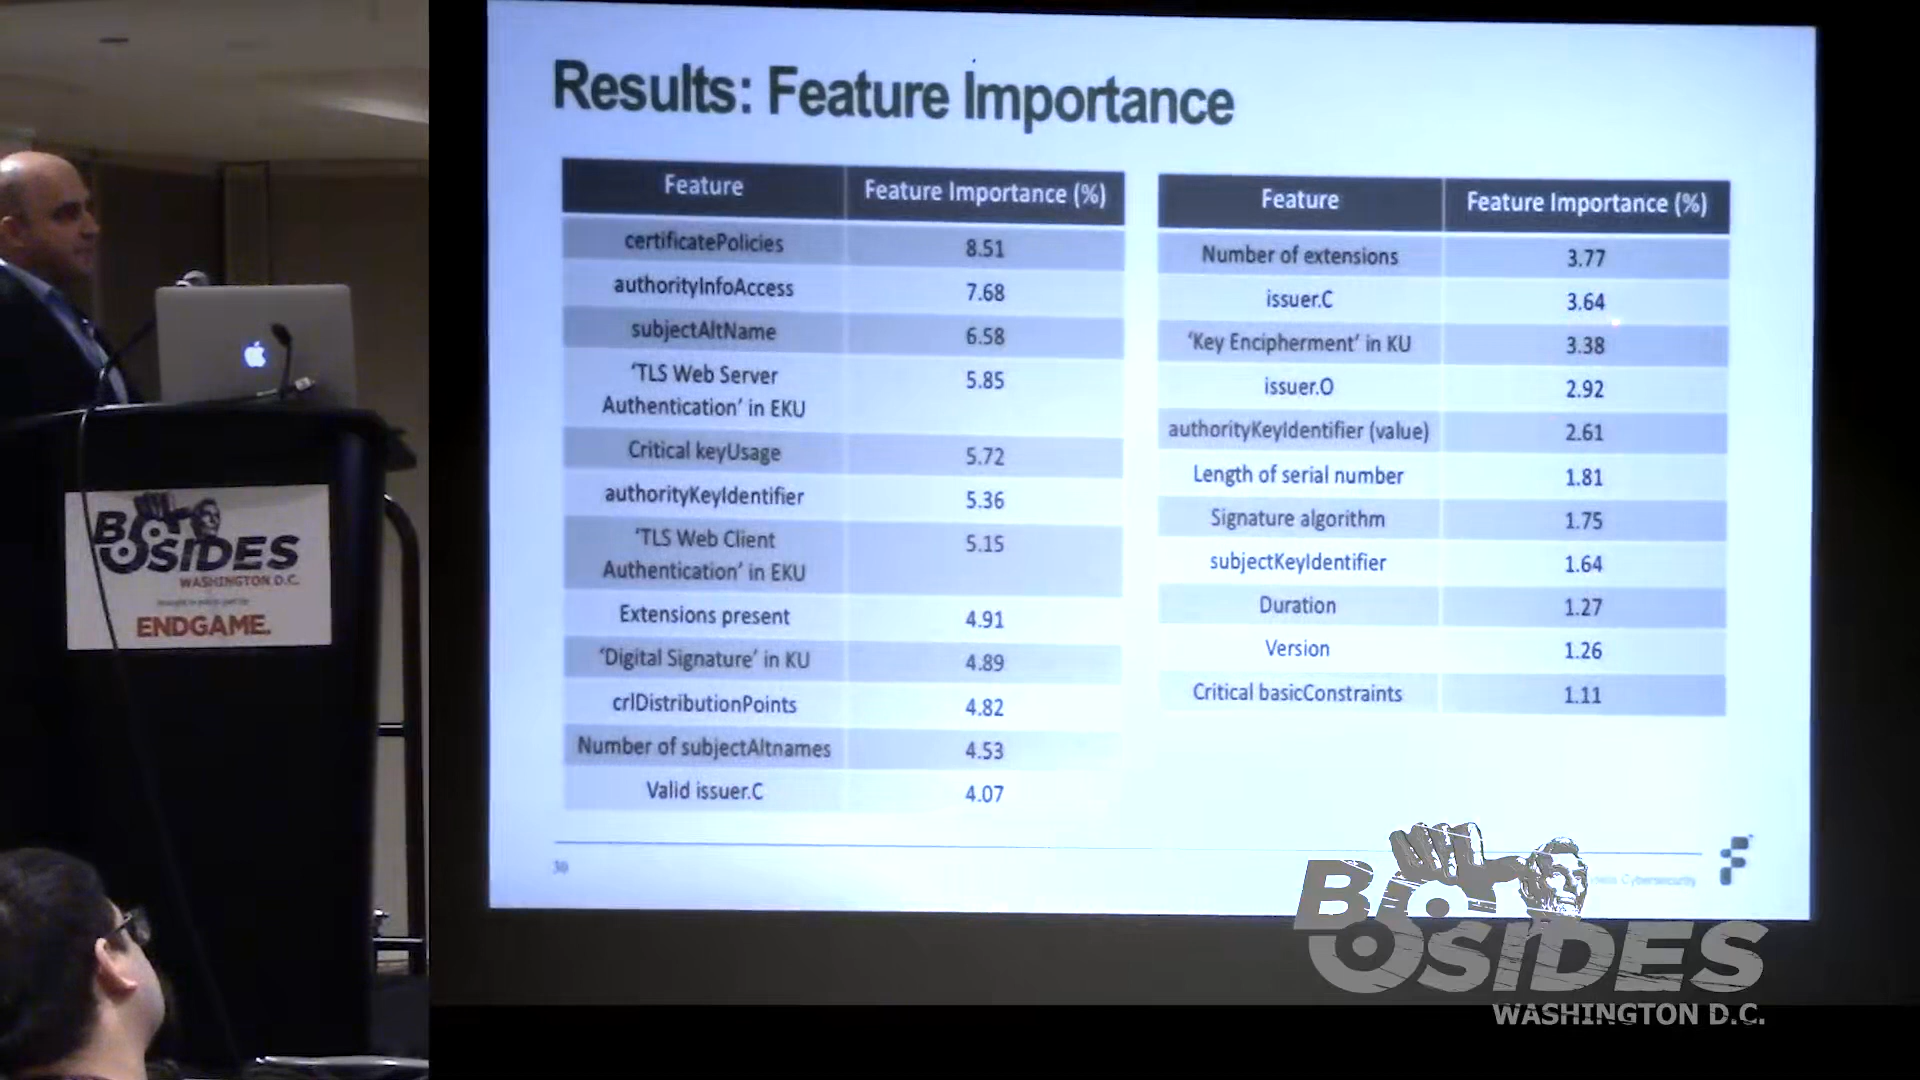 Results: Feature Importance
Feature Feature Importance (%)
certificatePolicies 8.51
authorityInfoAccess 7.68
subjectAltName 6.58
‘TLS Web Server 5.85
Authentication’ in EKU
Critical keyUsage 5.72
authorityKeyIdentifier 5.36
‘TLS Web Client 5.15
Authentication’ in EKU
Extensions present 4.91
‘Digital Signature’ in KU 4.89
crlDistributionPoints 4.82
Number of subjectAltnames 4.53
Valid issuer.C 4.07
Feature Feature Importance (%)
Number of extensions 3.77
issuer.C 3.64
‘Key Encipherment’ in KU 3.38
issuer.O 2.92
authorityKeyIdentifier (value) 2.61
Length of serial number 1.81
Signature algorithm 1.75
subjectKeyIdentifier 1.64
Duration 1.27
Version 1.26
Critical basicConstraints 1.11
30
Cybersecurity
BSIDES
WASHINGTON D.C.
ENDGAME.
BSIDES
WASHINGTON D.C.